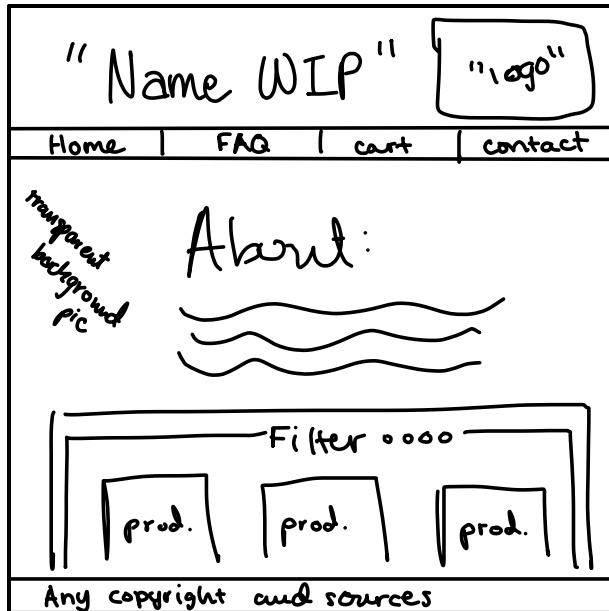 "Name WIP" "logo"
Home FAQ cart contact
transparent
background
pic
About:
Filter
prod. prod. prod.
Any copyright and sources